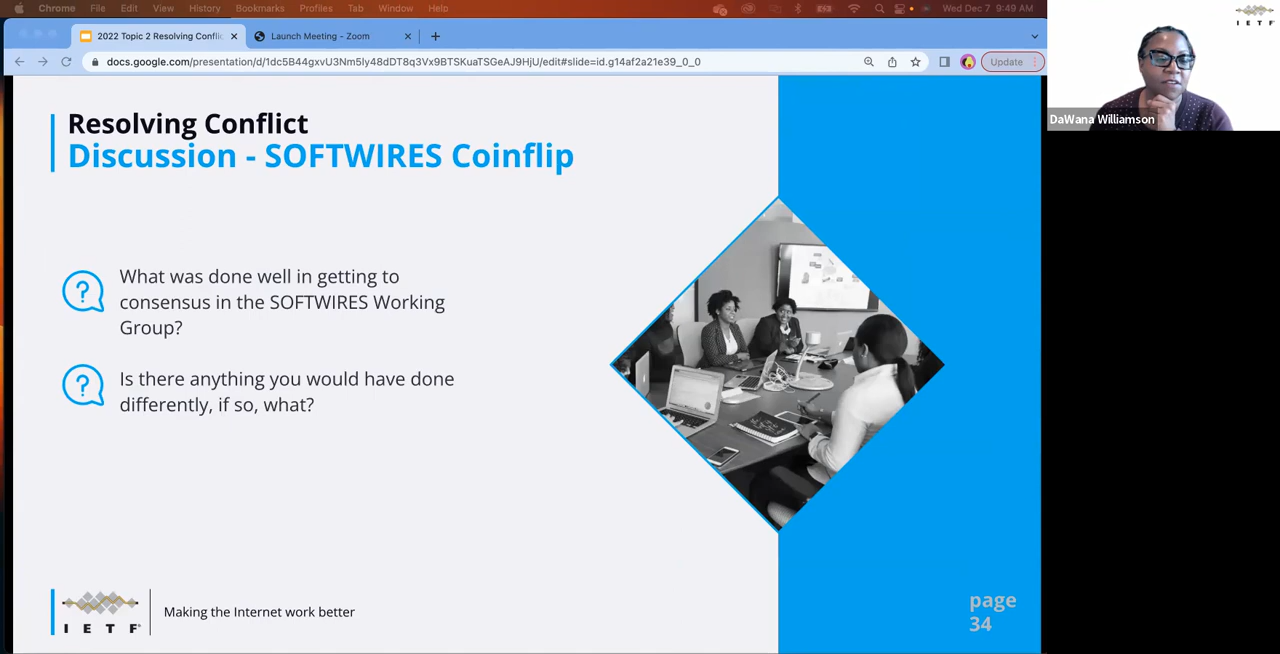 Chrome File Edit View History Bookmarks Profiles Tab Window Help Wed Dec 7 9:49 AM
2022 Topic 2 Resolving Conflic
Launch Meeting - Zoom
docs.google.com/presentation/d/1dc5B44gxvU3Nm5Iy48dDT8q3Vx9BTSKuaTSGeAJ9HjU/edit#slide=id.g14af2a21e39_0_0
Update
IETF
DaWana Williamson
Resolving Conflict
Discussion - SOFTWIRES Coinflip
What was done well in getting to
consensus in the SOFTWIRES Working
Group?
Is there anything you would have done
differently, if so, what?
IETF®
Making the Internet work better
page
34